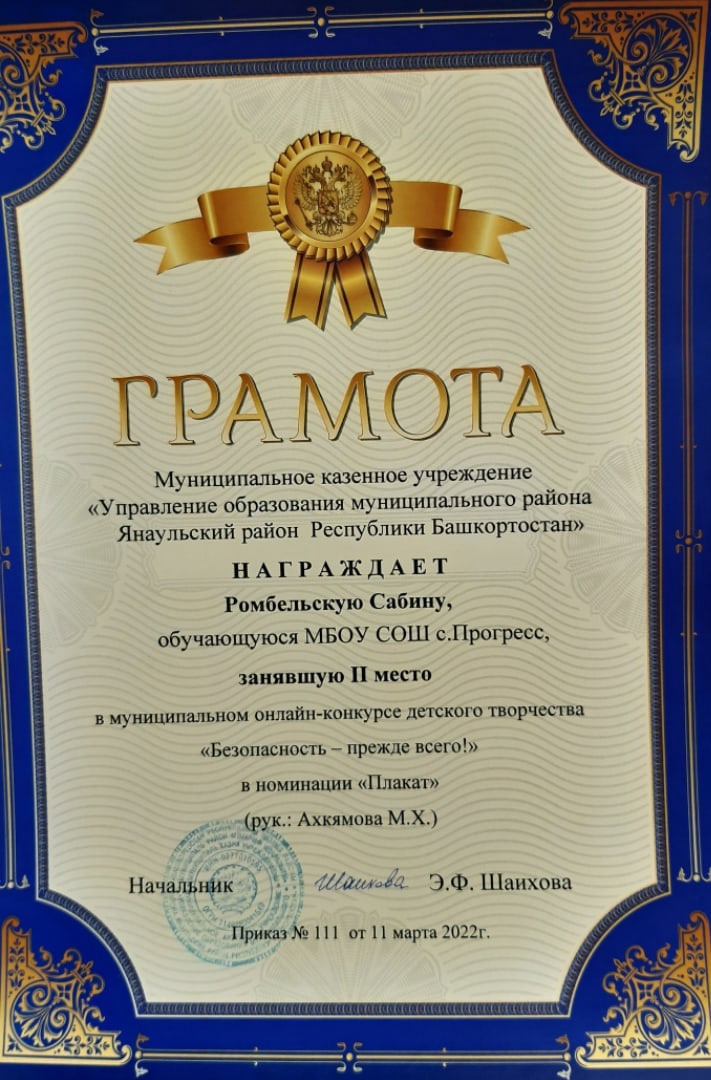 ГРАМОТА
Муниципальное казенное учреждение
«Управление образования муниципального района
Янаульский район Республики Башкортостан»
НАГРАЖДАЕТ
Ромбельскую Сабину,
обучающуюся МБОУ СОШ с.Прогресс,
занявшую II место
в муниципальном онлайн-конкурсе детского творчества
«Безопасность – прежде всего!»
в номинации «Плакат»
(рук.: Ахкямова М.Х.)
Начальник Шаихова Э.Ф. Шаихова
Приказ № 111 от 11 марта 2022г.